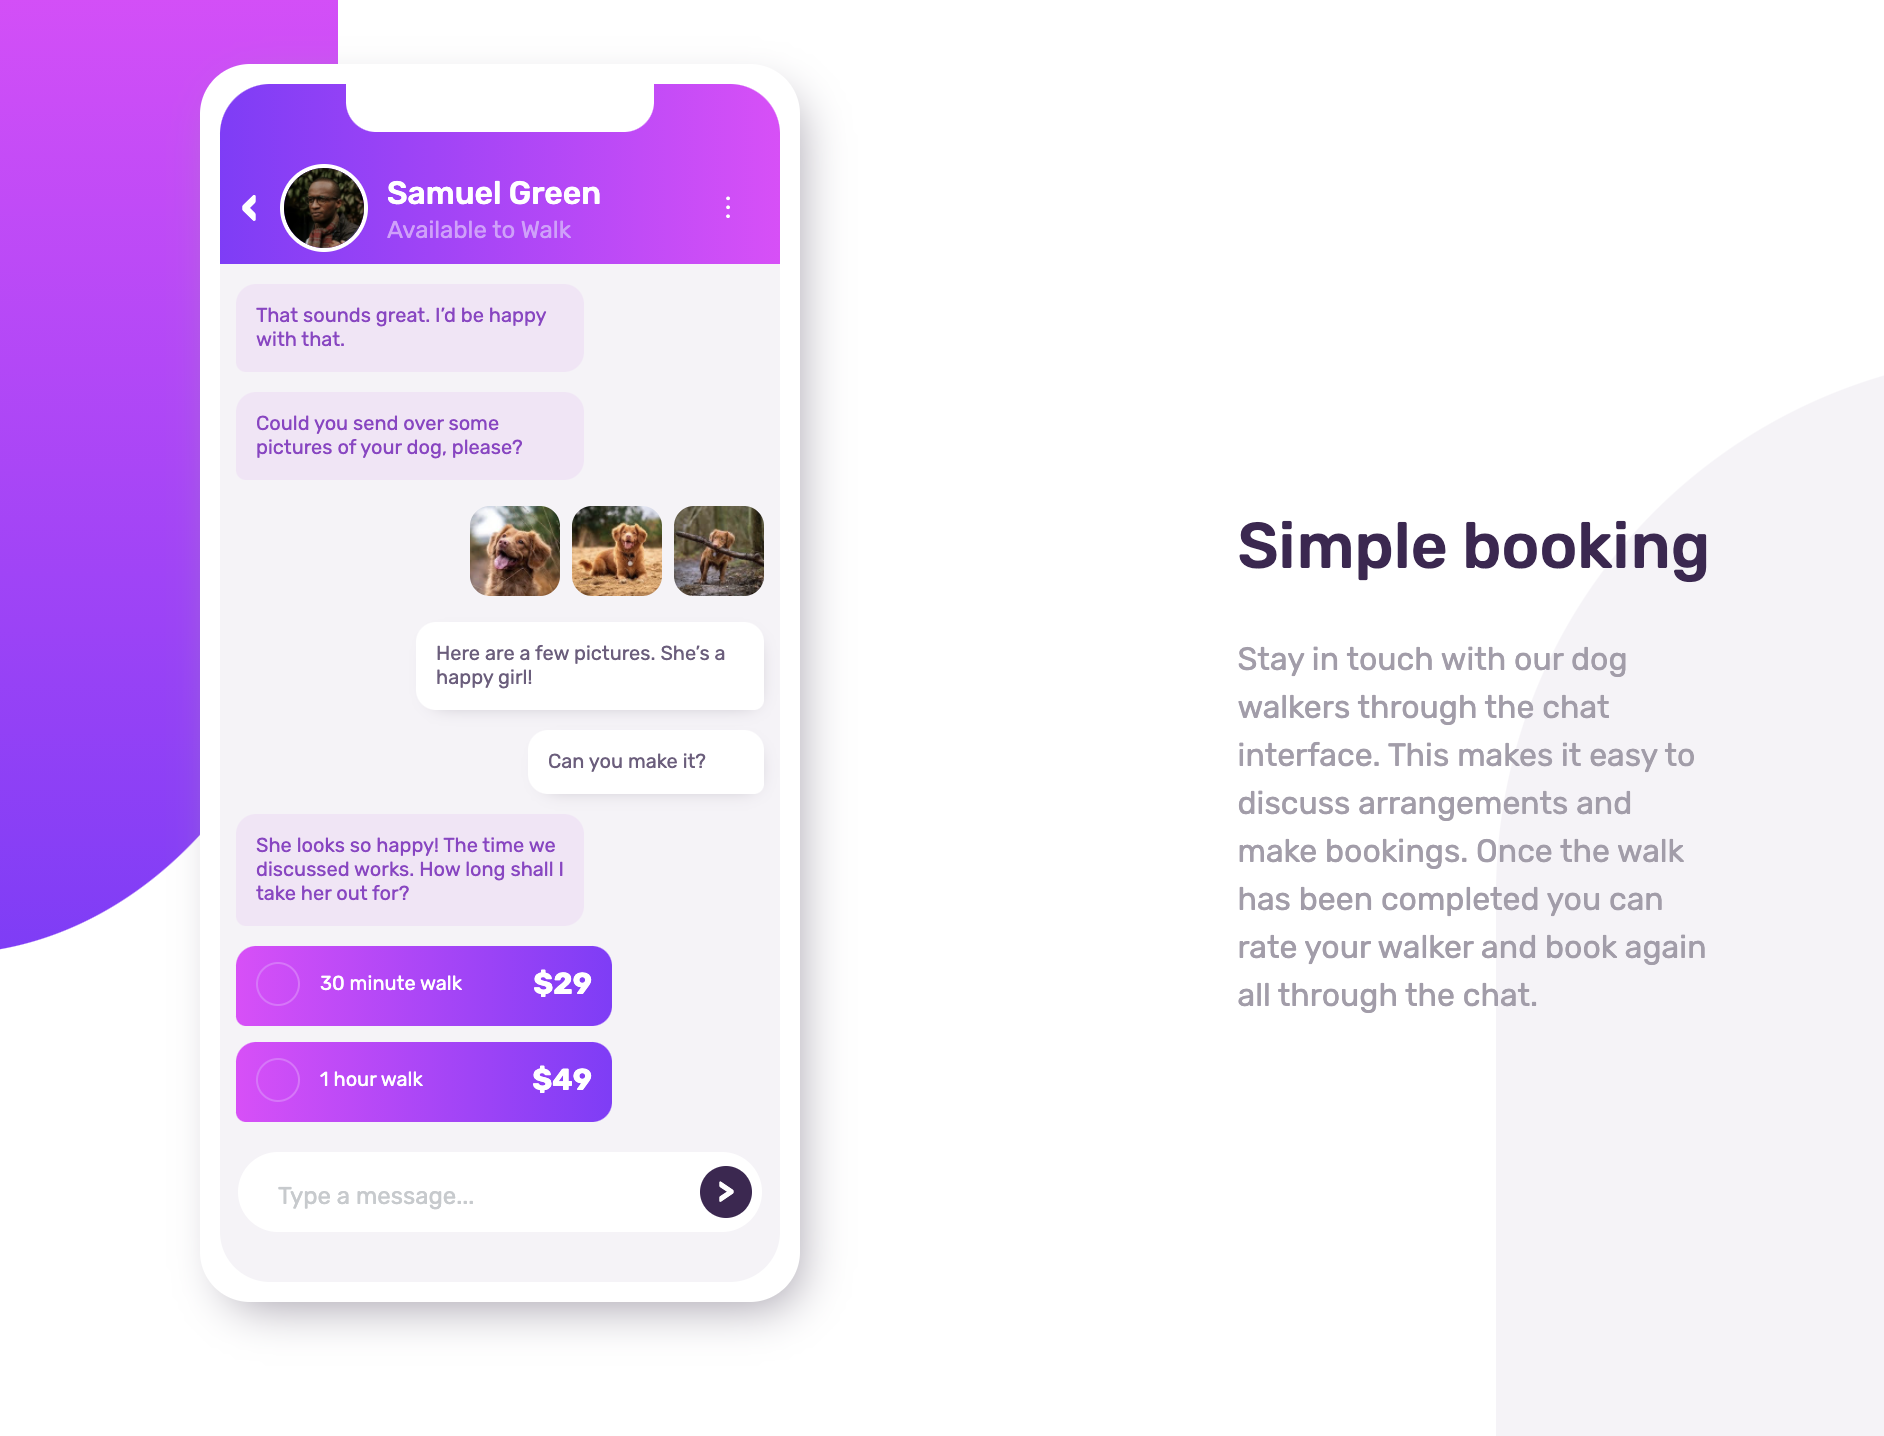 Samuel Green
Available to Walk
That sounds great. I’d be happy
with that.
Could you send over some
pictures of your dog, please?
Here are a few pictures. She’s a
happy girl!
Can you make it?
She looks so happy! The time we
discussed works. How long shall I
take her out for?
30 minute walk $29
1 hour walk $49
Type a message...
Simple booking
Stay in touch with our dog
walkers through the chat
interface. This makes it easy to
discuss arrangements and
make bookings. Once the walk
has been completed you can
rate your walker and book again
all through the chat.